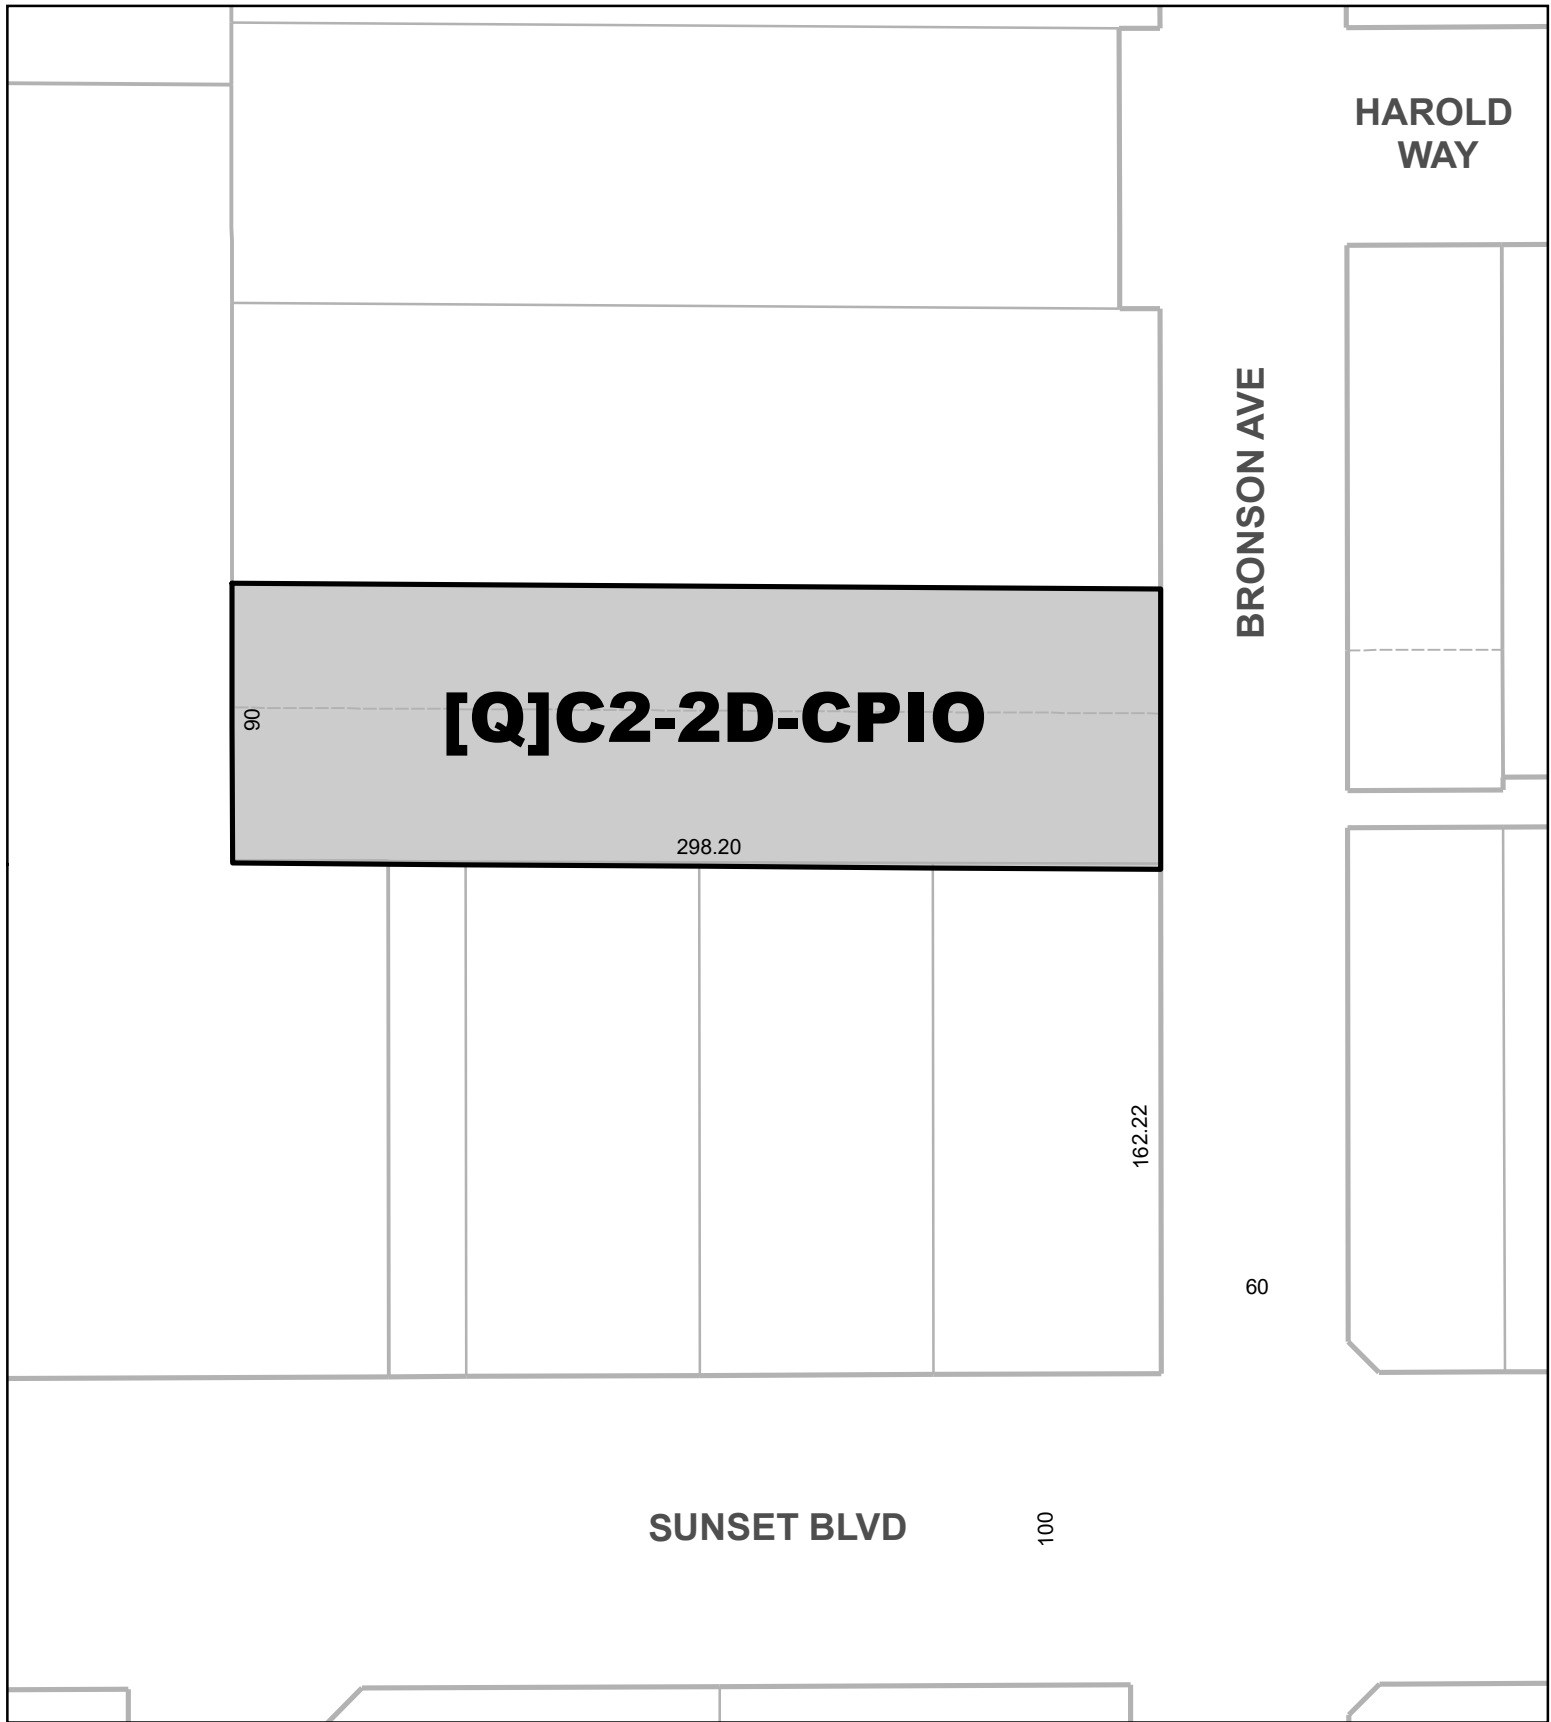 HAROLD
WAY
BRONSON AVE
[Q]C2-2D-CPIO
90
298.20
162.22
60
SUNSET BLVD
100